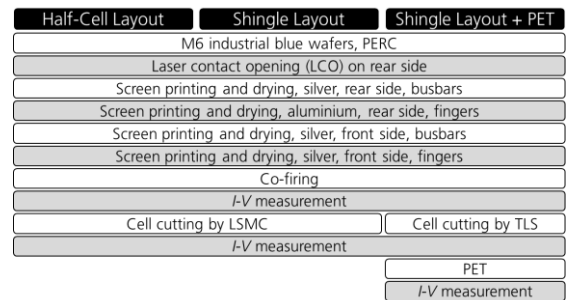 Half-Cell Layout Shingle Layout Shingle Layout + PET
M6 industrial blue wafers, PERC
Laser contact opening (LCO) on rear side
Screen printing and drying, silver, rear side, busbars
Screen printing and drying, aluminium, rear side, fingers
Screen printing and drying, silver, front side, busbars
Screen printing and drying, silver, front side, fingers
Co-firing
I-V measurement
Cell cutting by LSMC Cell cutting by TLS
I-V measurement
PET
I-V measurement